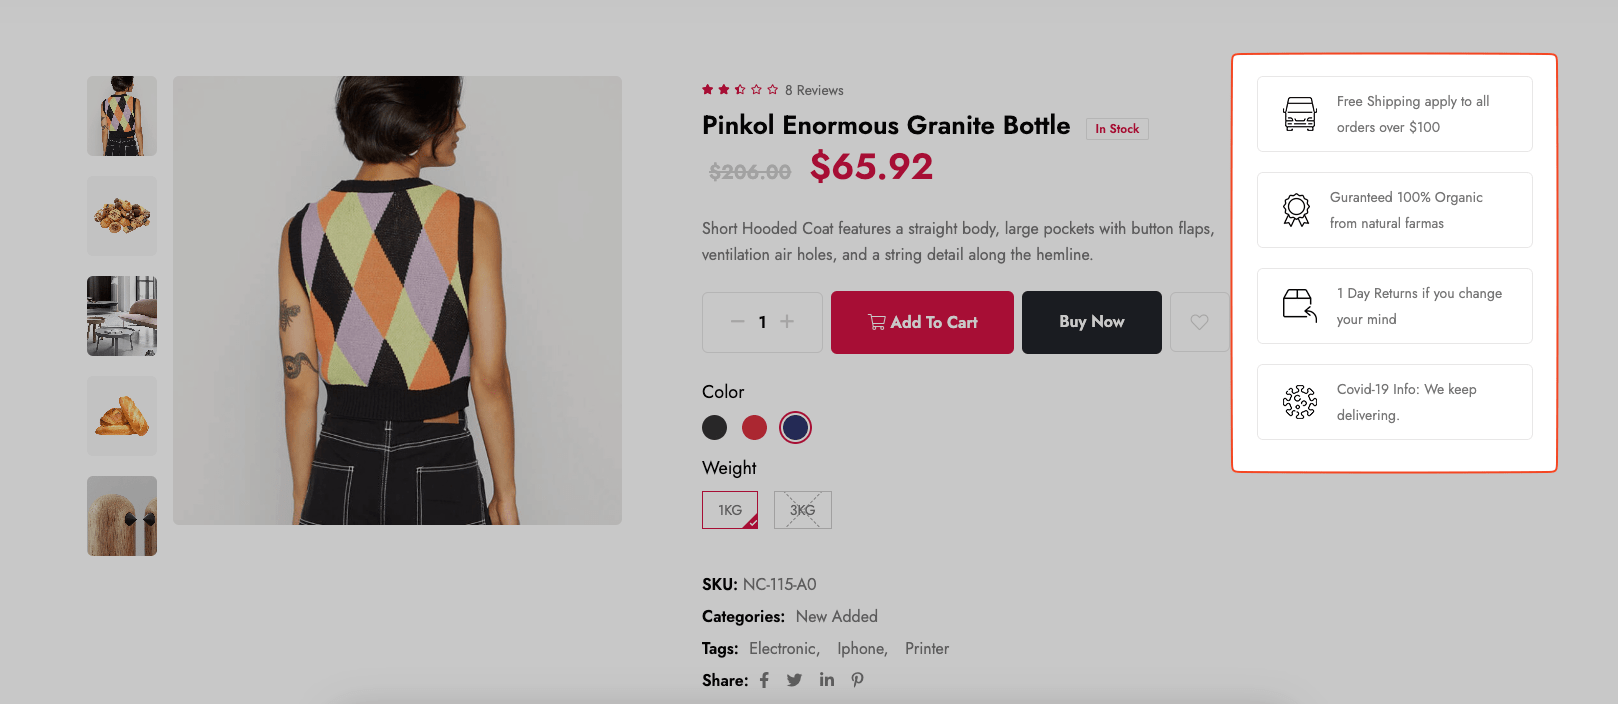 8 Reviews
Pinkol Enormous Granite Bottle
In Stock
$206.00 $65.92
Short Hooded Coat features a straight body, large pockets with button flaps,
ventilation air holes, and a string detail along the hemline.
1
Add To Cart
Buy Now
Color
Weight
1KG
3KG
SKU: NC-115-A0
Categories: New Added
Tags: Electronic, Iphone, Printer
Share:
Free Shipping apply to all
orders over $100
Guranteed 100% Organic
from natural farmas
1 Day Returns if you change
your mind
Covid-19 Info: We keep
delivering.